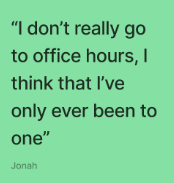 “I don’t really go
to office hours, I
think that I’ve
only ever been to
one”
Jonah